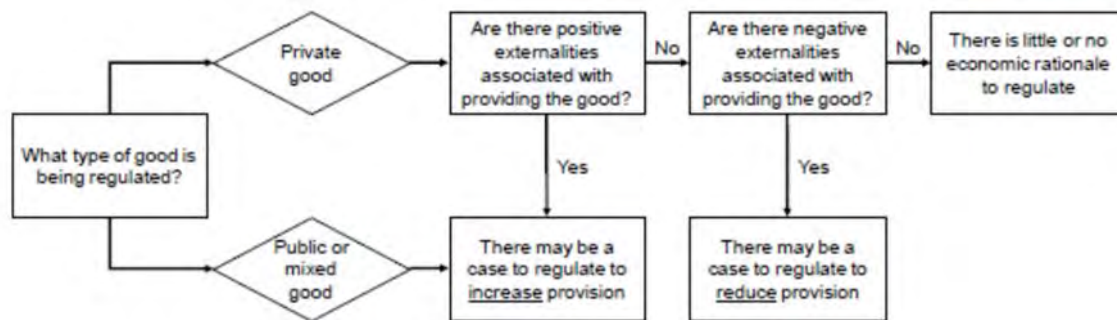 Private
good
Are there positive
externalities
associated with
providing the good?
No
Are there negative
externalities
associated with
providing the good?
No
There is little or no
economic rationale
to regulate
What type of good is
being regulated?
Yes
Yes
Public or
mixed
good
There may be a
case to regulate to
increase provision
There may be a
case to regulate to
reduce provision